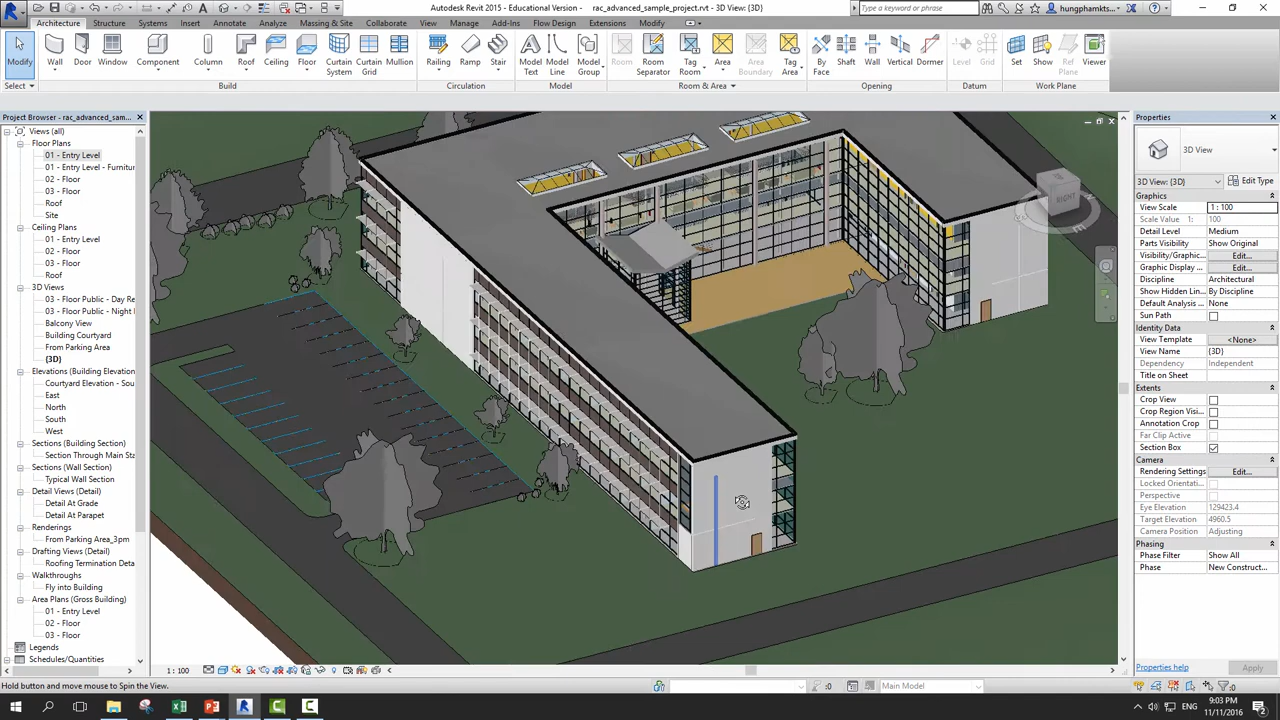 Autodesk Revit 2015 - Educational Version - rac_advanced_sample_project.rvt - 3D View: {3D}
Type a keyword or phrase
hungphamkts...
Architecture Structure Systems Insert Annotate Analyze Massing & Site Collaborate View Manage Add-Ins Flow Design Extensions Modify
Modify Wall Door Window Component Column Roof Ceiling Floor Curtain System Curtain Grid Mullion Railing Ramp Stair Model Text Model Line Model Group Room Room Separator Tag Room Area Area Boundary Tag Area By Face Shaft Wall Vertical Dormer Level Grid Set Show Ref Plane Viewer
Select Build Circulation Model Room & Area Opening Datum Work Plane
Project Browser - rac_advanced_sam...
Views (all)
Floor Plans
01 - Entry Level
01 - Entry Level - Furnitur
02 - Floor
03 - Floor
Roof
Site
Ceiling Plans
01 - Entry Level
02 - Floor
03 - Floor
Roof
3D Views
03 - Floor Public - Day Re
03 - Floor Public - Night
Balcony View
Building Courtyard
From Parking Area
{3D}
Elevations (Building Elevation)
Courtyard Elevation - Sou
East
North
South
West
Sections (Building Section)
Section Through Main Sta
Sections (Wall Section)
Typical Wall Section
Detail Views (Detail)
Detail At Grade
Detail At Parapet
Renderings
From Parking Area_3pm
Drafting Views (Detail)
Roofing Termination Deta
Walkthroughs
Fly into Building
Area Plans (Gross Building)
01 - Entry Level
02 - Floor
03 - Floor
Legends
Schedules/Quantities
RIGHT
Properties
3D View
3D View: {3D} Edit Type
Graphics
View Scale 1 : 100
Scale Value 1: 100
Detail Level Medium
Parts Visibility Show Original
Visibility/Graphic... Edit...
Graphic Display ... Edit...
Discipline Architectural
Show Hidden Lin... By Discipline
Default Analysis ... None
Sun Path
Identity Data
View Template <None>
View Name {3D}
Dependency Independent
Title on Sheet
Extents
Crop View
Crop Region Visi...
Annotation Crop
Far Clip Active
Section Box
Camera
Rendering Settings Edit...
Locked Orientati...
Perspective
Eye Elevation 129423.4
Target Elevation 4960.5
Camera Position Adjusting
Phasing
Phase Filter Show All
Phase New Construct...
Properties help Apply
1 : 100
Hold button and move mouse to Spin the View.
:0 Main Model :0
ENG 9:03 PM
11/11/2016